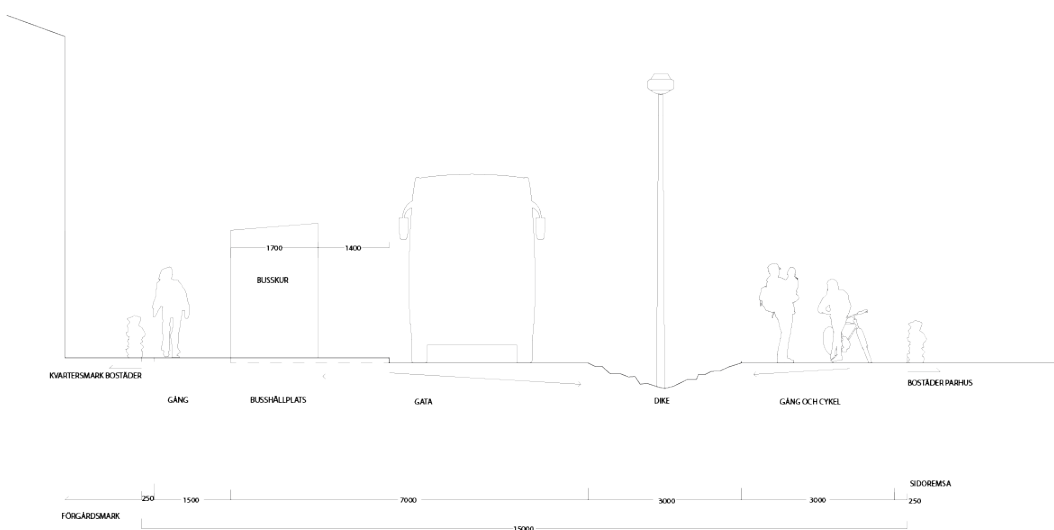 1700 1400
BUSSKUR
KVARTERSMARK BOSTÄDER
BOSTÄDER PARHUS
GÅNG BUSSHÅLLPLATS GATA DIKE GÅNG OCH CYKEL
SIDOREMSA
250 1500 7000 3000 3000 250
FÖRGÅRDSMARK
15000